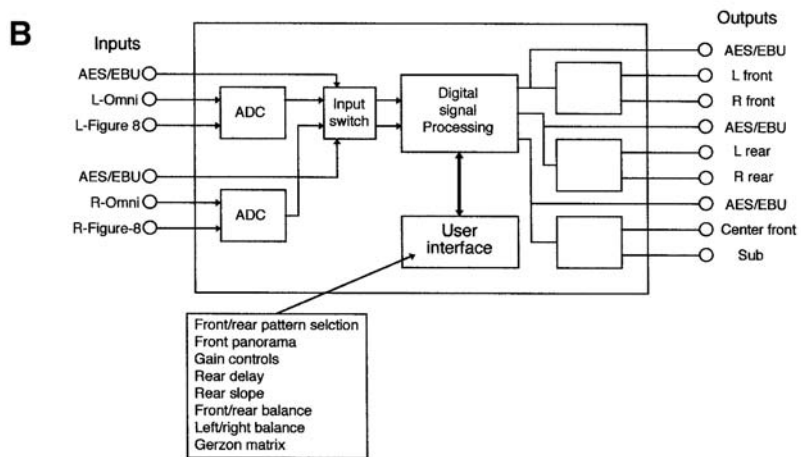 B
Inputs
AES/EBU
L-Omni
L-Figure 8
AES/EBU
R-Omni
R-Figure-8
ADC
ADC
Input
switch
Digital
signal
Processing
User
interface
Outputs
AES/EBU
L front
R front
AES/EBU
L rear
R rear
AES/EBU
Center front
Sub
Front/rear pattern selction
Front panorama
Gain controls
Rear delay
Rear slope
Front/rear balance
Left/right balance
Gerzon matrix